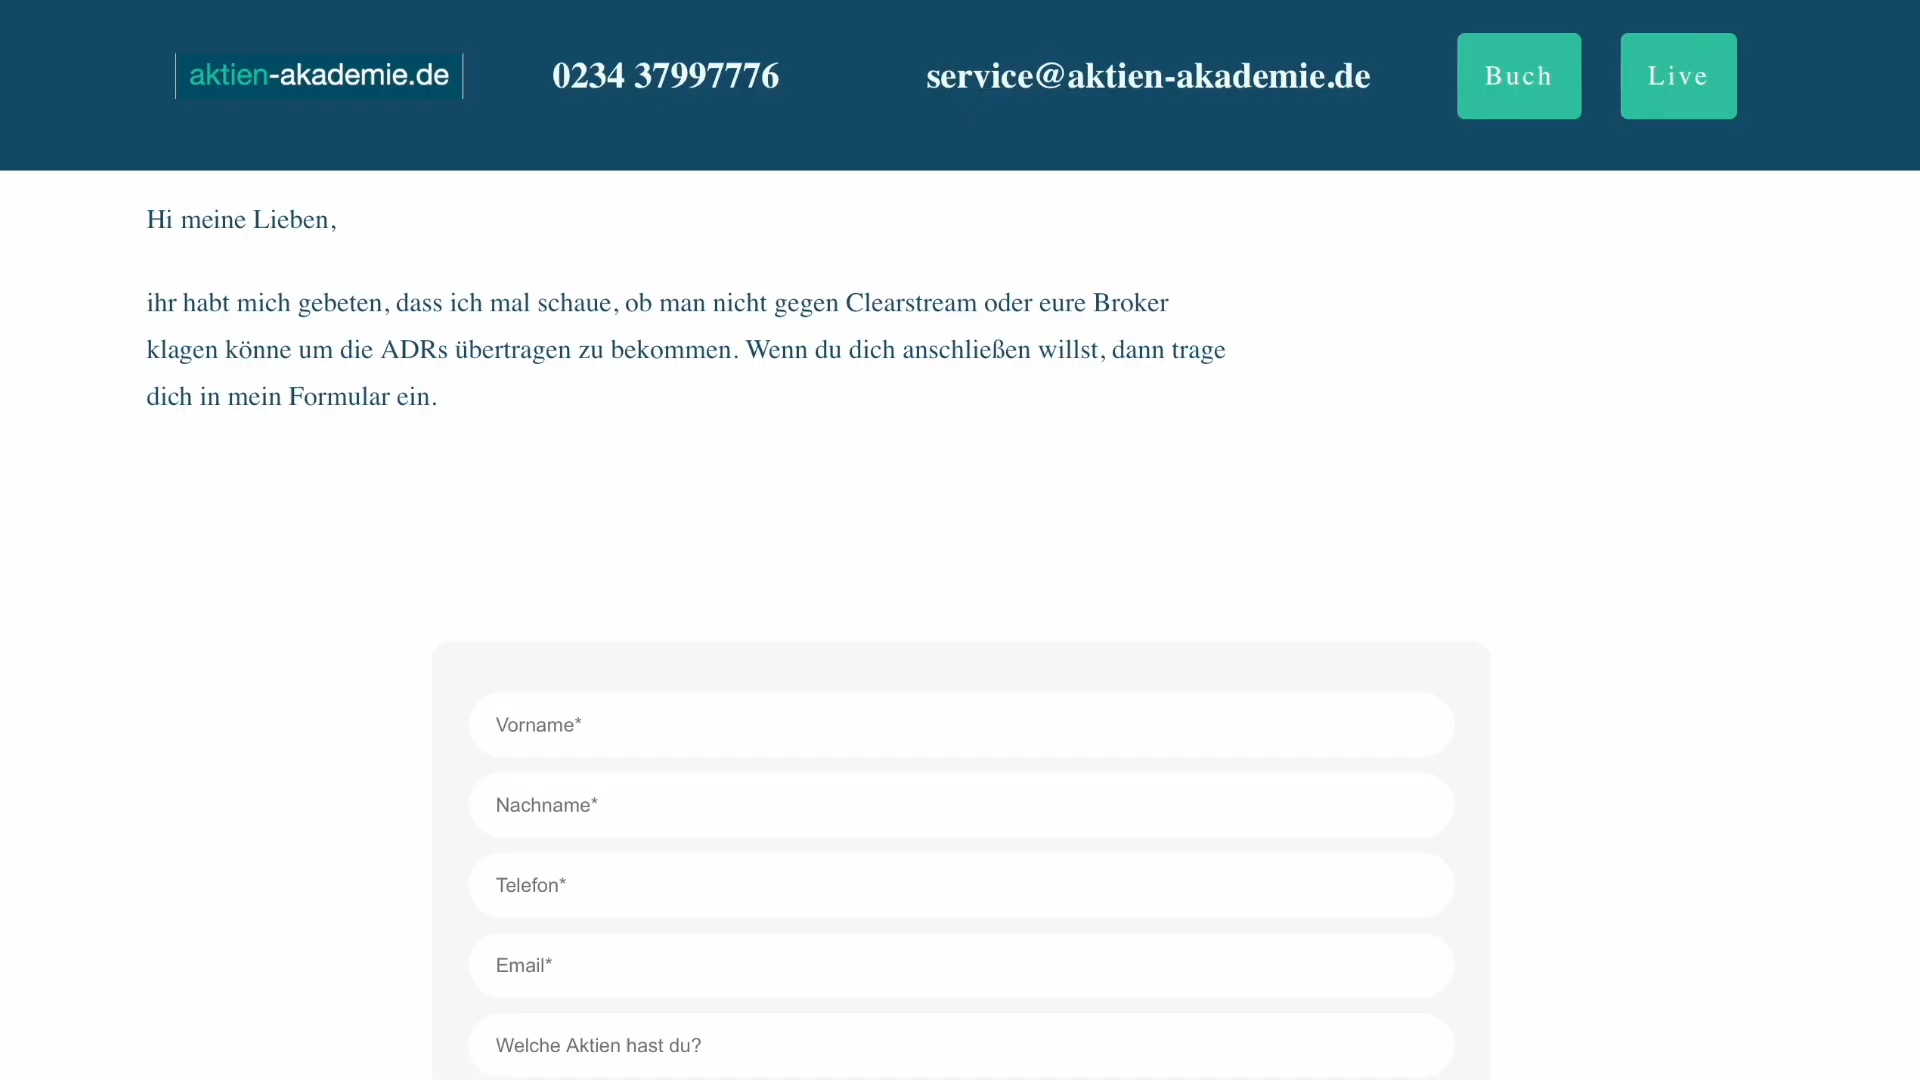 aktien-akademie.de
0234 37997776
service@aktien-akademie.de
Buch
Live
Hi meine Lieben,
ihr habt mich gebeten, dass ich mal schaue, ob man nicht gegen Clearstream oder eure Broker
klagen könne um die ADRs übertragen zu bekommen. Wenn du dich anschließen willst, dann trage
dich in mein Formular ein.
Vorname*
Nachname*
Telefon*
Email*
Welche Aktien hast du?